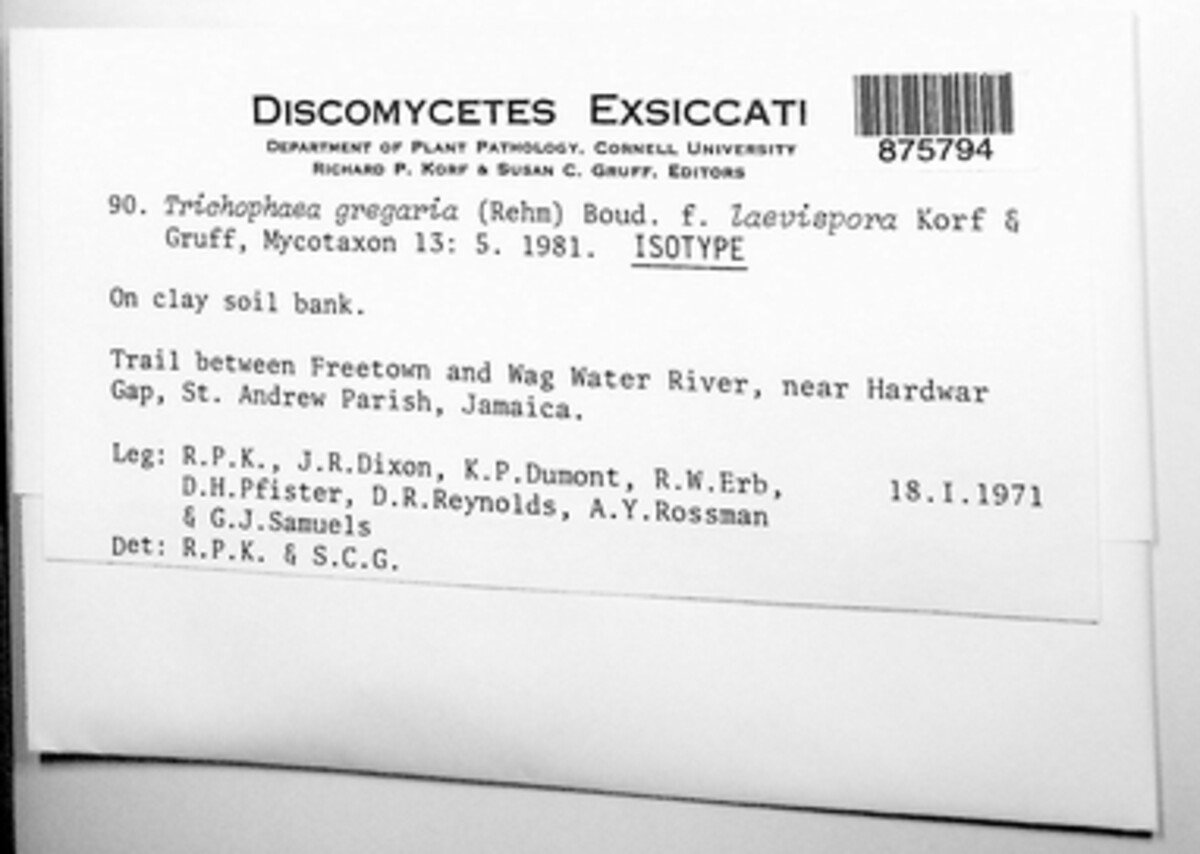 DISCOMYCETES EXSICCATI
875794
DEPARTMENT OF PLANT PATHOLOGY, CORNELL UNIVERSITY
RICHARD P. KORF & SUSAN C. GRUFF, EDITORS
90. Trichophaea gregaria (Rehm) Boud. f. laevispora Korf &
Gruff, Mycotaxon 13: 5. 1981. ISOTYPE
On clay soil bank.
Trail between Freetown and Wag Water River, near Hardwar
Gap, St. Andrew Parish, Jamaica.
Leg: R.P.K., J.R.Dixon, K.P.Dumont, R.W.Erb,
18.I.1971
D.H.Pfister, D.R.Reynolds, A.Y.Rossman
& G.J.Samuels
Det: R.P.K. & S.C.G.